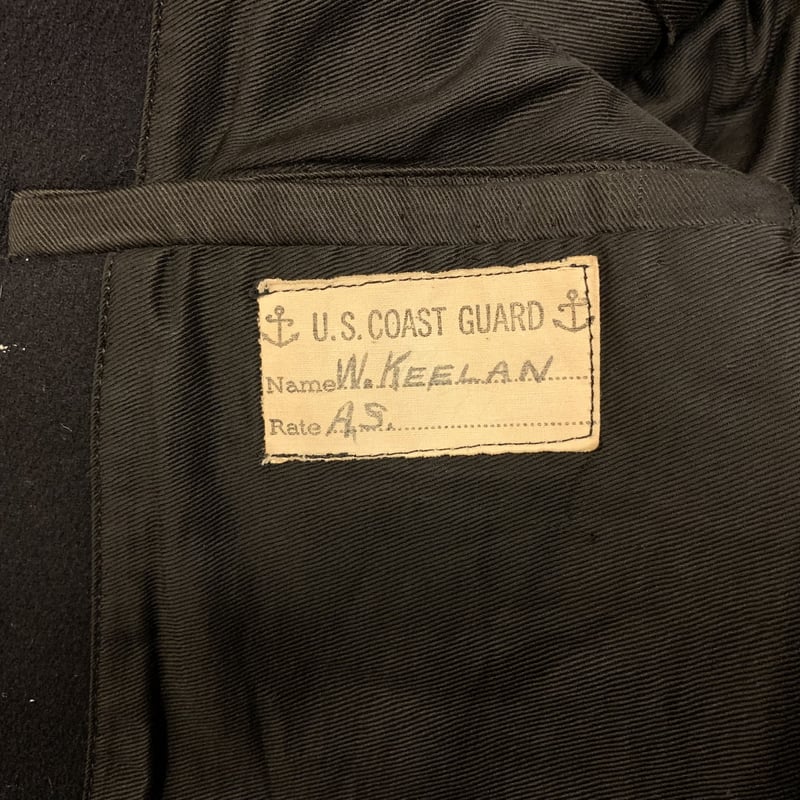 U.S. COAST GUARD
Name W. KEELAN
Rate A.S.